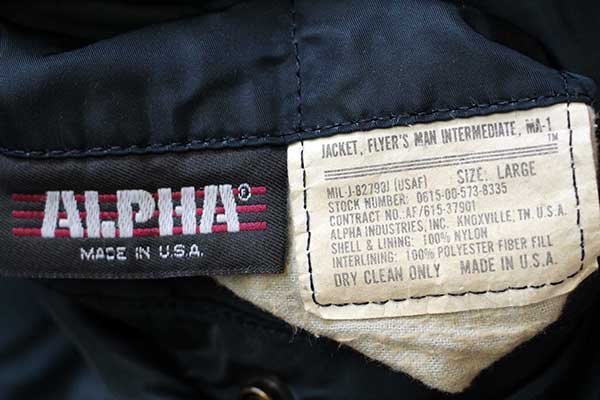 ALPHA®
MADE IN U.S.A.
JACKET, FLYER'S MAN INTERMEDIATE, MA-1™
MIL-J-82793J (USAF) SIZE: LARGE
STOCK NUMBER: 0615-00-573-8335
CONTRACT NO.: AF/615-37901
ALPHA INDUSTRIES, INC. KNOXVILLE, TN. U.S.A.
SHELL & LINING: 100% NYLON
INTERLINING: 100% POLYESTER FIBER FILL
DRY CLEAN ONLY MADE IN U.S.A.